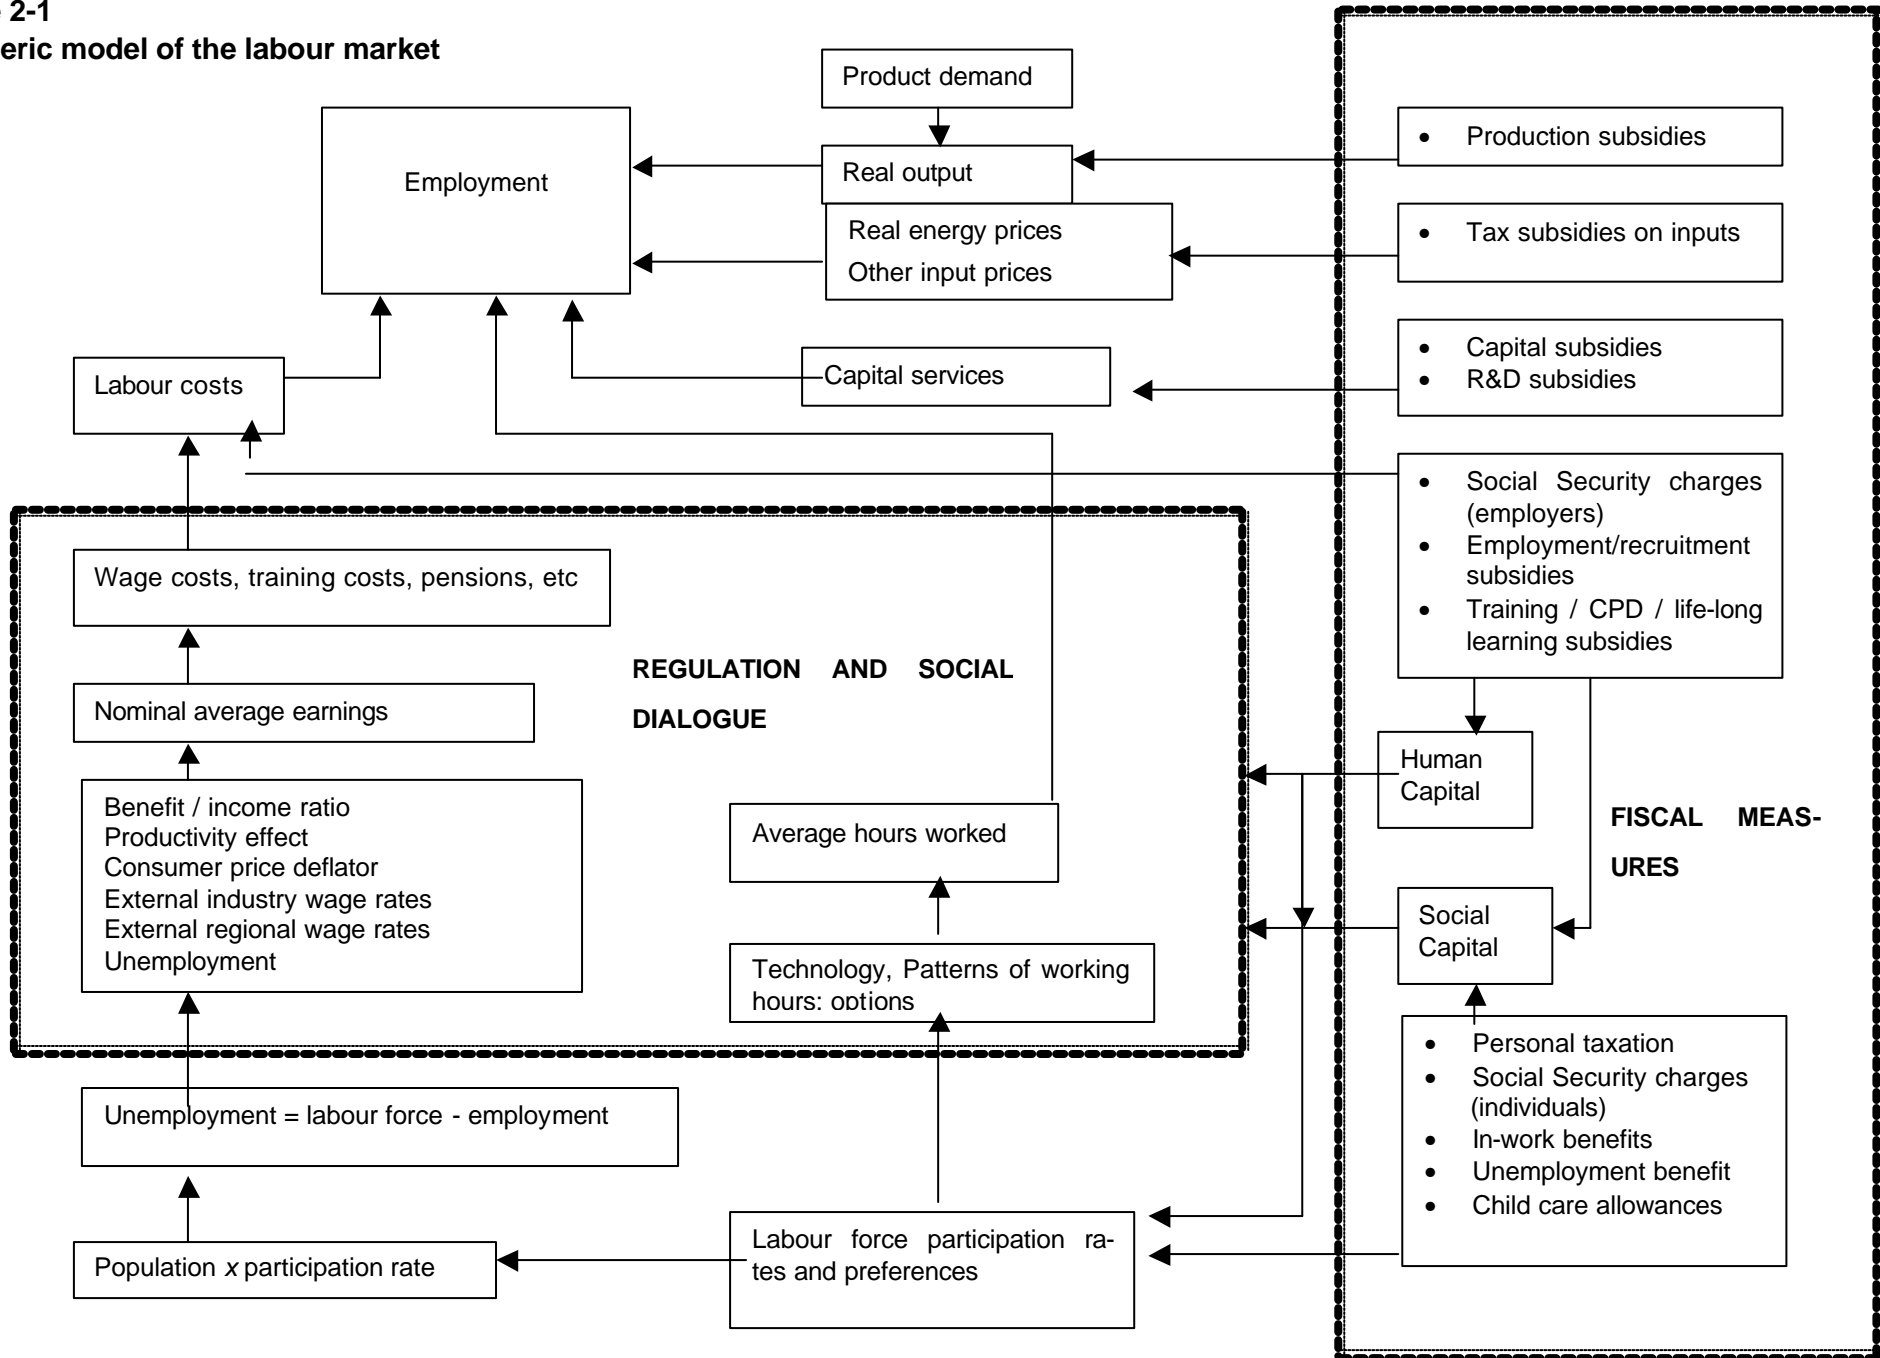 2-1
eric model of the labour market
Product demand
Employment
Real output
Real energy prices
Other input prices
Labour costs
Capital services
Wage costs, training costs, pensions, etc
Nominal average earnings
Benefit / income ratio
Productivity effect
Consumer price deflator
External industry wage rates
External regional wage rates
Unemployment
REGULATION AND SOCIAL
DIALOGUE
Average hours worked
Technology, Patterns of working
hours: options
Unemployment = labour force - employment
Population x participation rate
Labour force participation ra-
tes and preferences
• Production subsidies
• Tax subsidies on inputs
• Capital subsidies
• R&D subsidies
• Social Security charges
(employers)
• Employment/recruitment
subsidies
• Training / CPD / life-long
learning subsidies
Human
Capital
FISCAL MEAS-
URES
Social
Capital
• Personal taxation
• Social Security charges
(individuals)
• In-work benefits
• Unemployment benefit
• Child care allowances